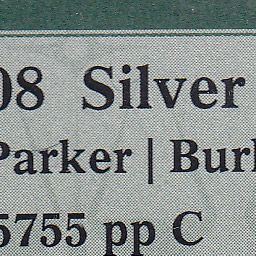 08 Silver
Parker | Burl
5755 pp C